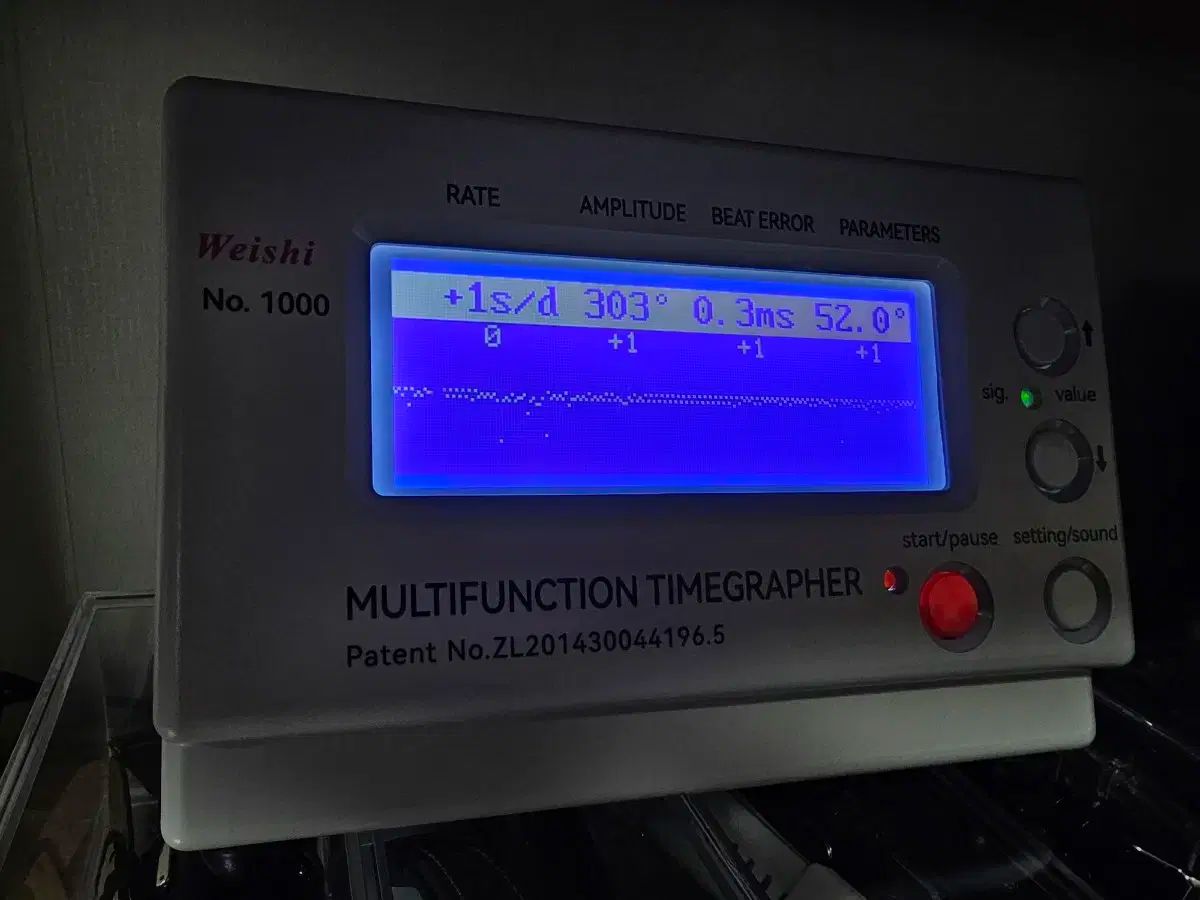 RATE AMPLITUDE BEAT ERROR PARAMETERS
Weishi
No. 1000
+1s/d 303° 0.3ms 52.0°
0 +1 +1 +1
sig. value
start/pause setting/sound
MULTIFUNCTION TIMEGRAPHER
Patent No.ZL201430044196.5